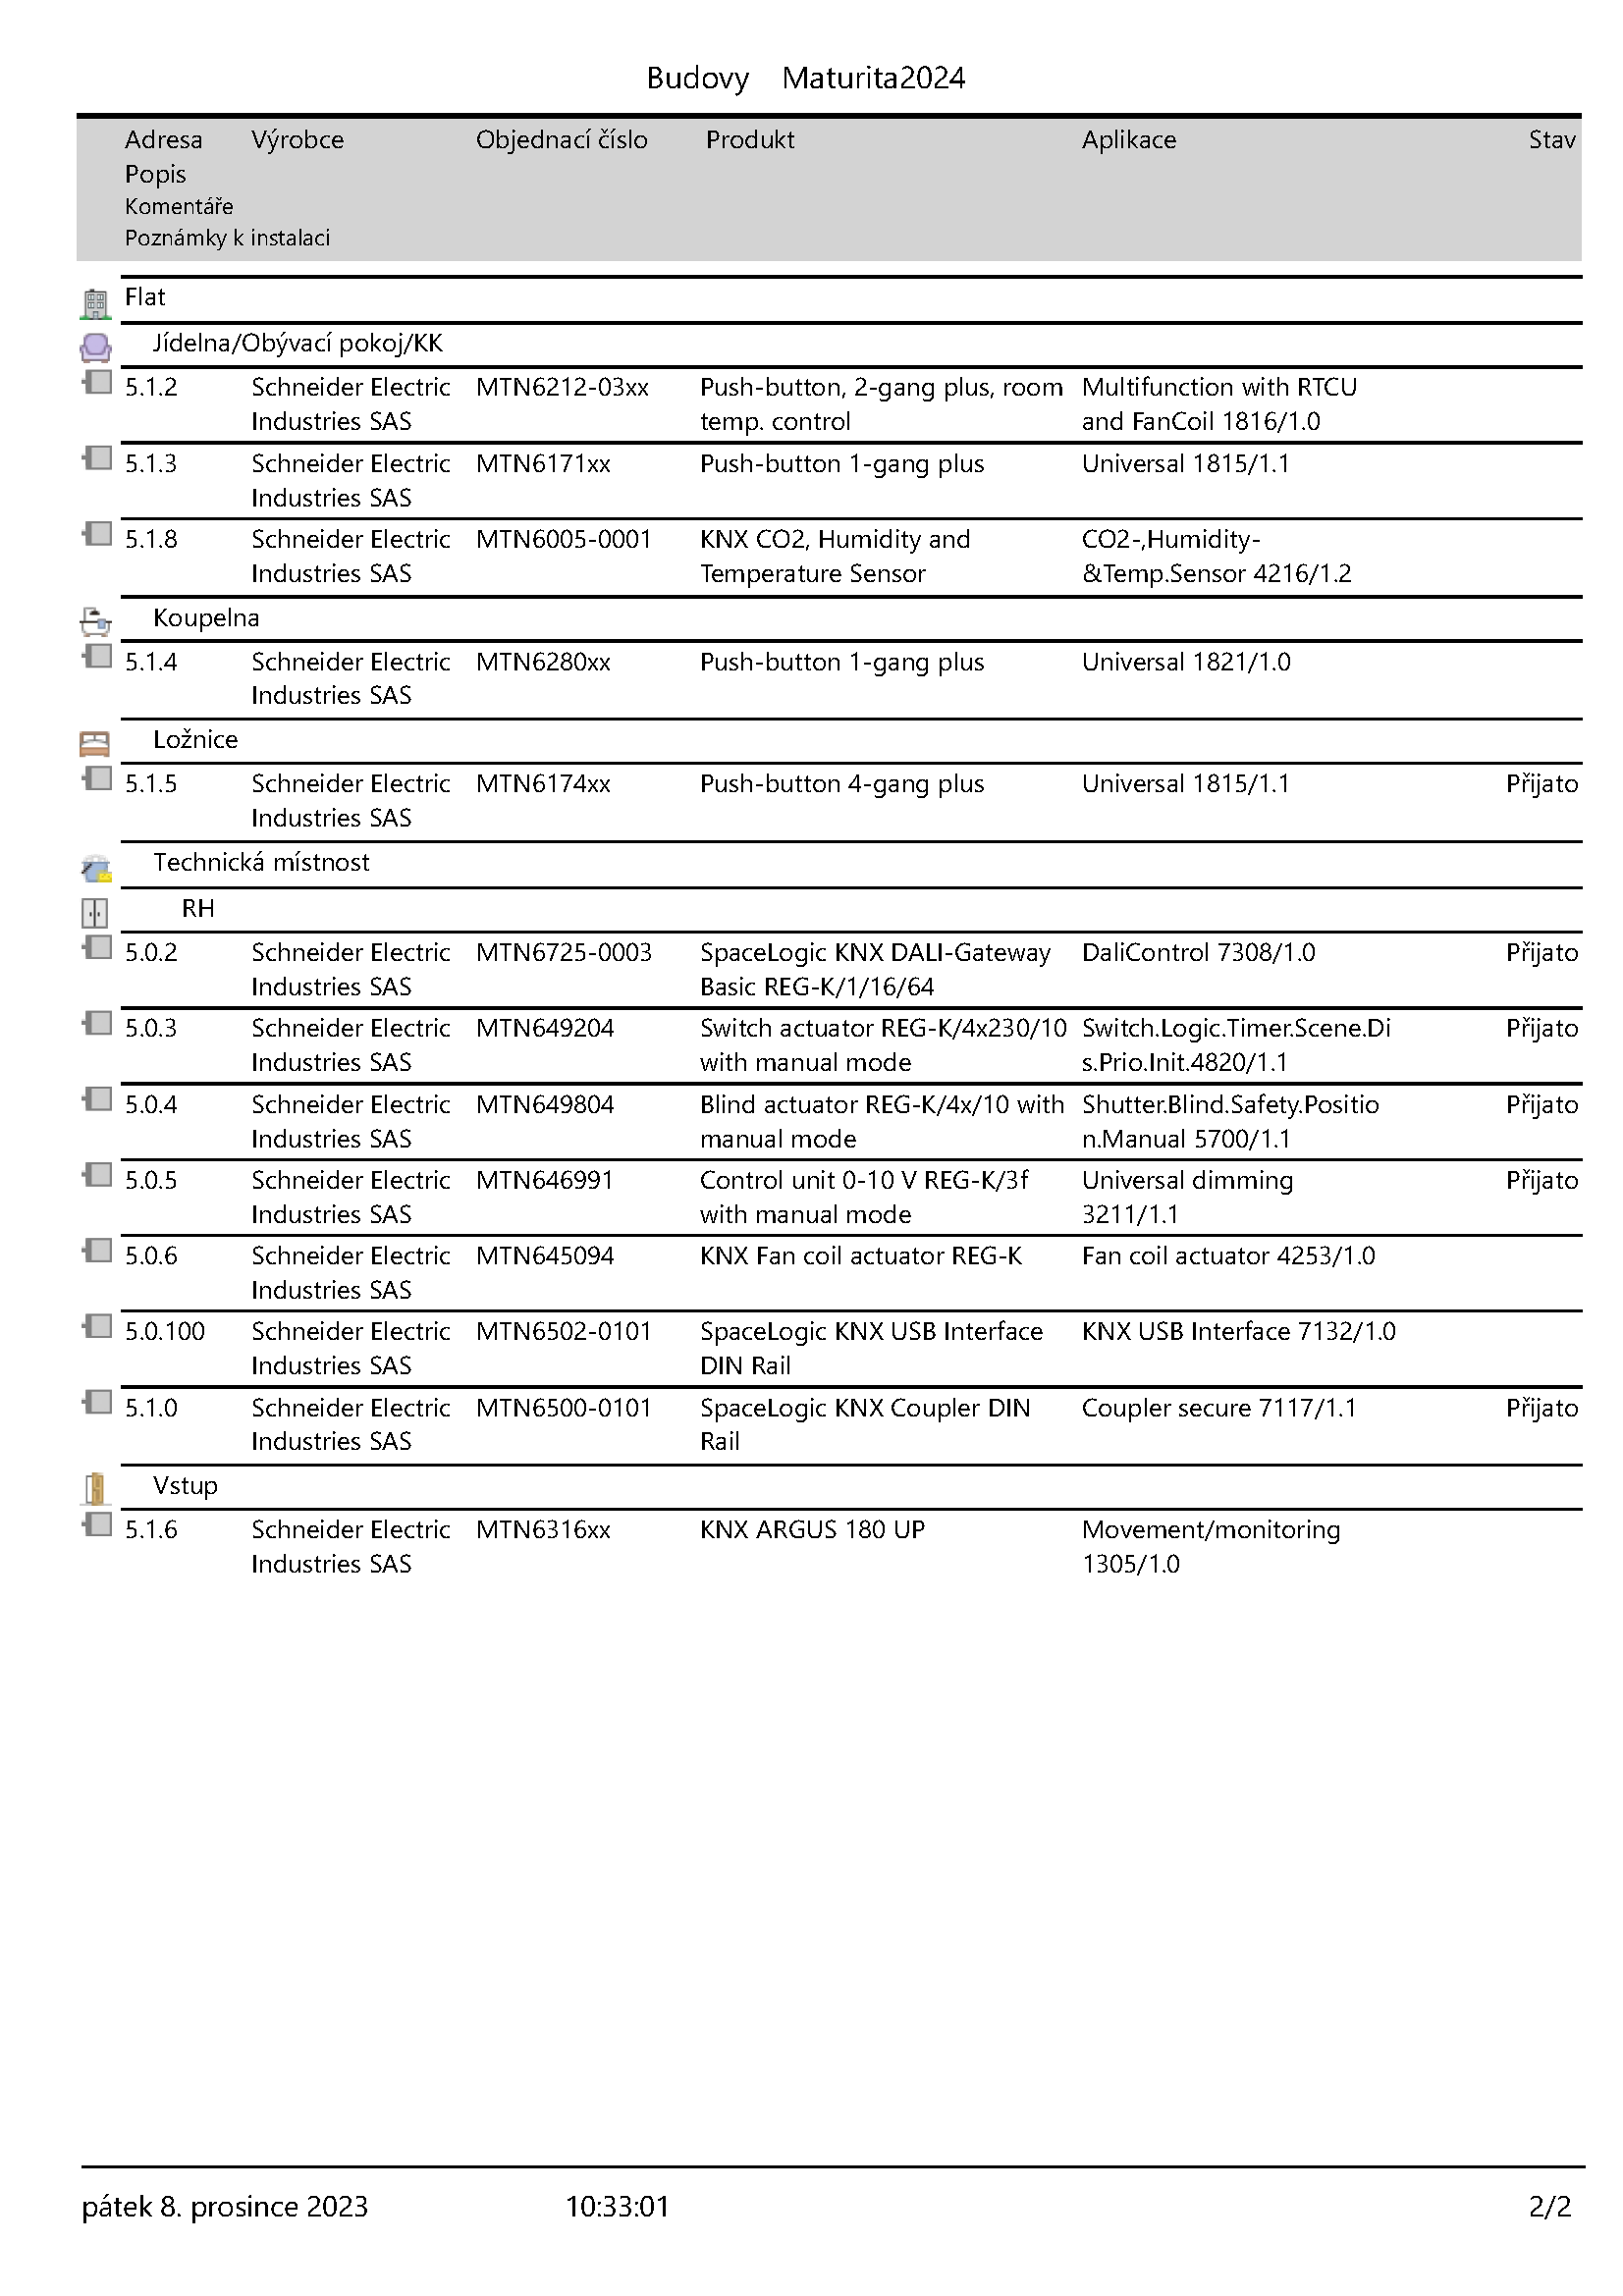 Budovy Maturita2024
Adresa Výrobce Objednací číslo Produkt Aplikace Stav
Popis
Komentáře
Poznámky k instalaci
Flat
Jídelna/Obývací pokoj/KK
5.1.2 Schneider Electric MTN6212-03xx Push-button, 2-gang plus, room Multifunction with RTCU
Industries SAS temp. control and FanCoil 1816/1.0
5.1.3 Schneider Electric MTN6171xx Push-button 1-gang plus Universal 1815/1.1
Industries SAS
5.1.8 Schneider Electric MTN6005-0001 KNX CO2, Humidity and CO2-,Humidity-
Industries SAS Temperature Sensor &Temp.Sensor 4216/1.2
Koupelna
5.1.4 Schneider Electric MTN6280xx Push-button 1-gang plus Universal 1821/1.0
Industries SAS
Ložnice
5.1.5 Schneider Electric MTN6174xx Push-button 4-gang plus Universal 1815/1.1 Přijato
Industries SAS
Technická místnost
RH
5.0.2 Schneider Electric MTN6725-0003 SpaceLogic KNX DALI-Gateway DaliControl 7308/1.0 Přijato
Industries SAS Basic REG-K/1/16/64
5.0.3 Schneider Electric MTN649204 Switch actuator REG-K/4x230/10 Switch.Logic.Timer.Scene.Di Přijato
Industries SAS with manual mode s.Prio.Init.4820/1.1
5.0.4 Schneider Electric MTN649804 Blind actuator REG-K/4x/10 with Shutter.Blind.Safety.Positio Přijato
Industries SAS manual mode n.Manual 5700/1.1
5.0.5 Schneider Electric MTN646991 Control unit 0-10 V REG-K/3f Universal dimming Přijato
Industries SAS with manual mode 3211/1.1
5.0.6 Schneider Electric MTN645094 KNX Fan coil actuator REG-K Fan coil actuator 4253/1.0
Industries SAS
5.0.100 Schneider Electric MTN6502-0101 SpaceLogic KNX USB Interface KNX USB Interface 7132/1.0
Industries SAS DIN Rail
5.1.0 Schneider Electric MTN6500-0101 SpaceLogic KNX Coupler DIN Coupler secure 7117/1.1 Přijato
Industries SAS Rail
Vstup
5.1.6 Schneider Electric MTN6316xx KNX ARGUS 180 UP Movement/monitoring
Industries SAS 1305/1.0
pátek 8. prosince 2023 10:33:01 2/2